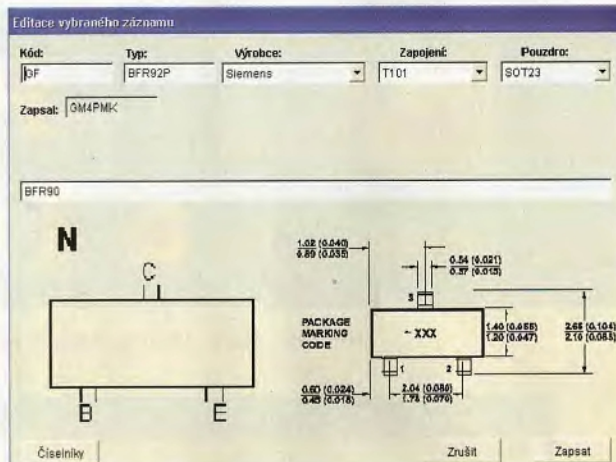 Editace vybraného záznamu
Kód: Typ: Výrobce: Zapojení: Pouzdro:
GF BFR92P Siemens T101 SOT23
Zapsal: GM4PMK
BFR90
N
C
B E
1.02 (0.040)
0.89 (0.035)
0.54 (0.021)
0.37 (0.015)
3
PACKAGE
MARKING
CODE
~ XXX
1.40 (0.055)
1.20 (0.047)
2.65 (0.104)
2.10 (0.083)
1 2
0.60 (0.024)
0.45 (0.018)
2.04 (0.080)
1.78 (0.070)
Číselníky Zrušit Zapsat